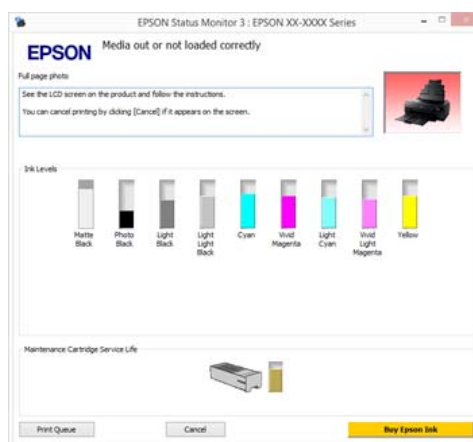 EPSON Status Monitor 3 : EPSON XX-XXXX Series
EPSON
Media out or not loaded correctly
Full page photo
See the LCD screen on the product and follow the instructions.
You can cancel printing by clicking [Cancel] if it appears on the screen.
Ink Levels
Matte
Black
Photo
Black
Light
Black
Light
Light
Black
Cyan
Vivid
Magenta
Light
Cyan
Vivid
Light
Magenta
Yellow
Maintenance Cartridge Service Life
Print Queue
Cancel
Buy Epson Ink